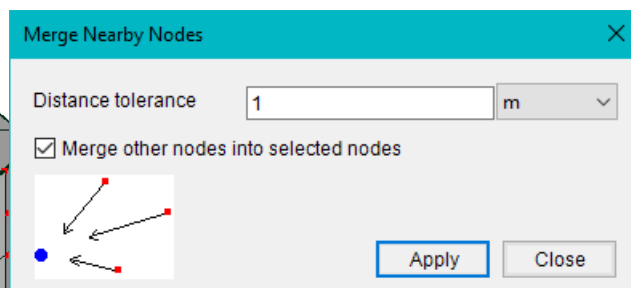 Merge Nearby Nodes
Distance tolerance 1 m
Merge other nodes into selected nodes
Apply Close